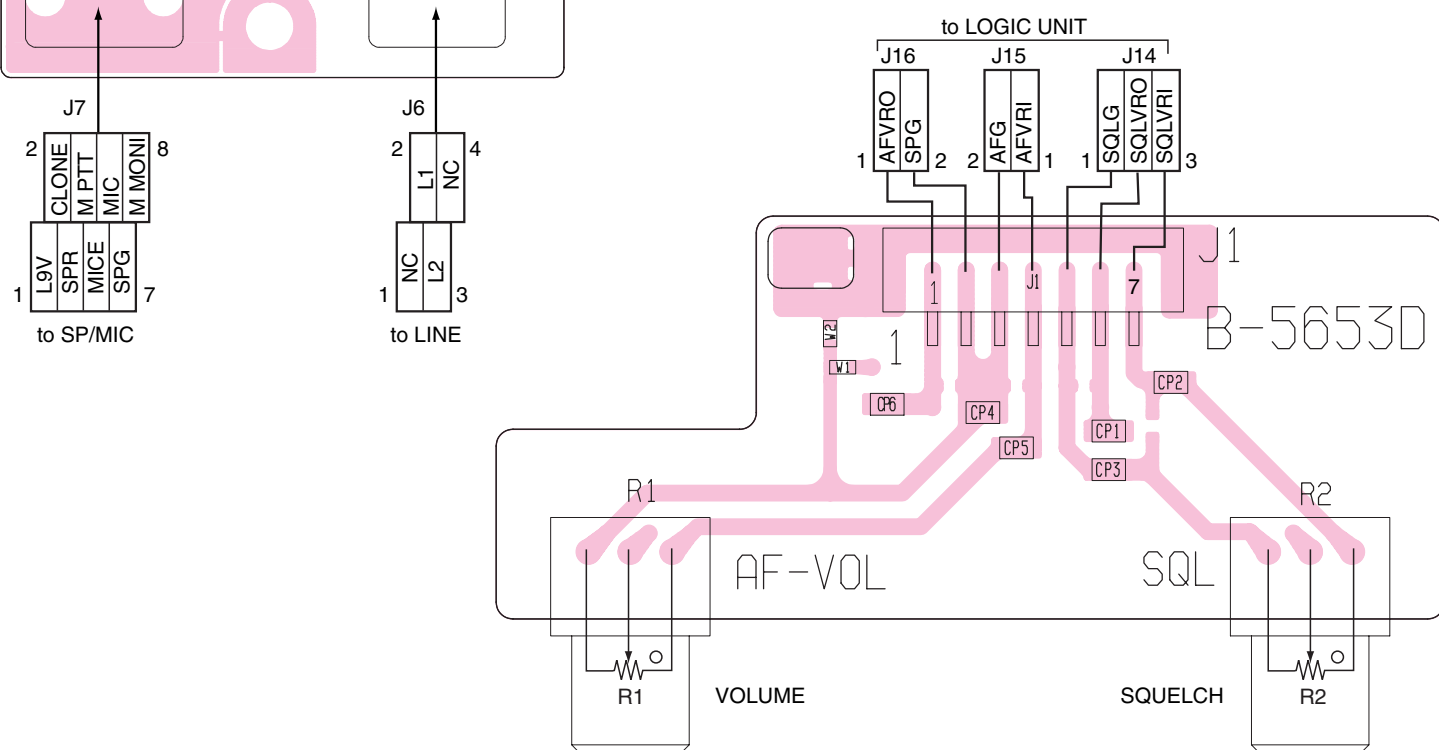 to LOGIC UNIT
J16 J15 J14
AFVRO
SPG
1 2
AFG
AFVRI
2 1
SQLG
SQLVRO
SQLVRI
1 3
J7
2 8
CLONE
M PTT
MIC
M MONI
L9V
SPR
MICE
SPG
1 7
to SP/MIC
J6
2 4
L1
NC
NC
L2
1 3
to LINE
J1
1 J1 7
B-5653D
W2
1
W1
CP2
CP6
CP4
CP1
CP5
CP3
R1
R2
AF-VOL
SQL
R1
VOLUME
SQUELCH
R2